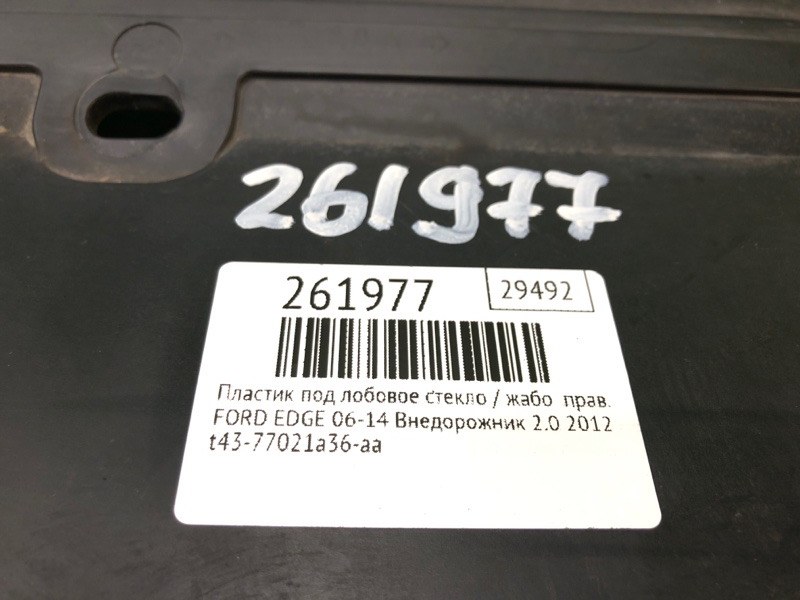 261977
261977
29492
Пластик под лобовое стекло / жабо прав.
FORD EDGE 06-14 Внедорожник 2.0 2012
t43-77021a36-aa